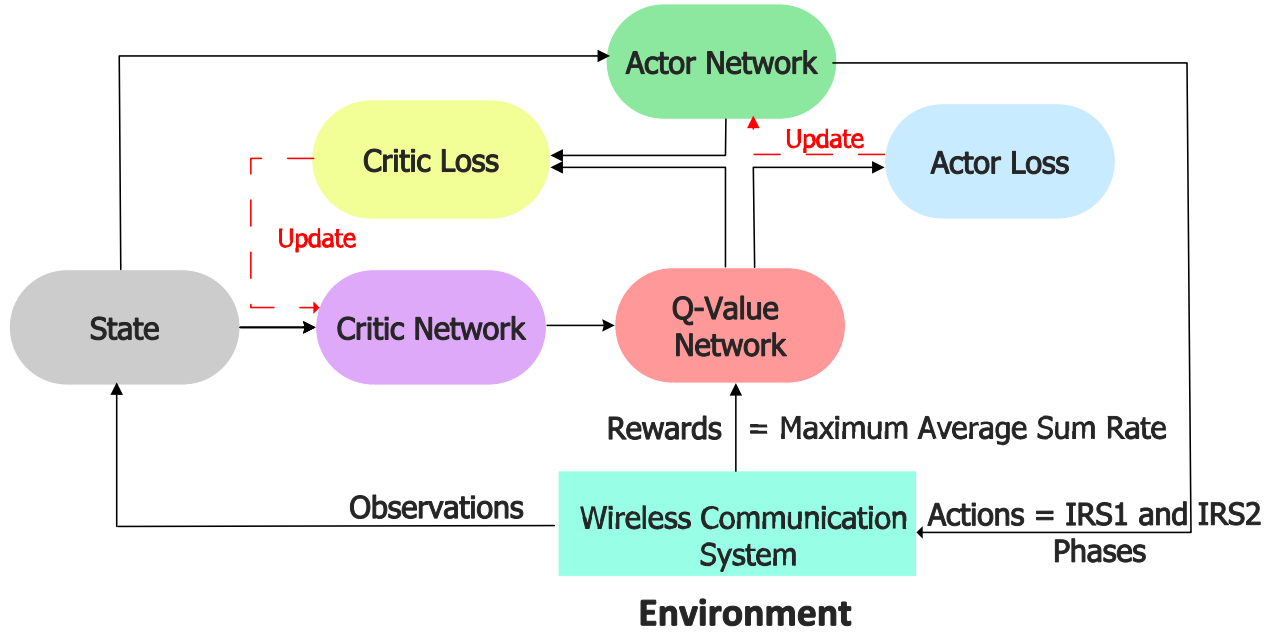 Actor Network
Update
Critic Loss
Actor Loss
Update
State
Critic Network
Q-Value
Network
Rewards = Maximum Average Sum Rate
Observations
Wireless Communication
System
Actions = IRS1 and IRS2
Phases
Environment